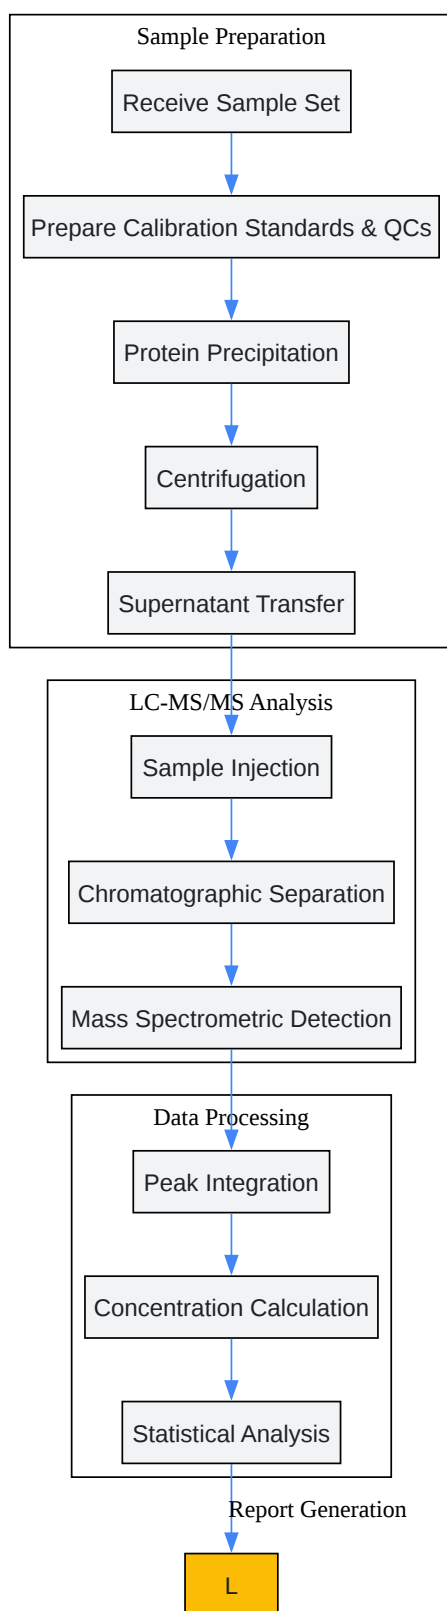 Sample Preparation
Receive Sample Set
Prepare Calibration Standards & QCs
Protein Precipitation
Centrifugation
Supernatant Transfer
LC-MS/MS Analysis
Sample Injection
Chromatographic Separation
Mass Spectrometric Detection
Data Processing
Peak Integration
Concentration Calculation
Statistical Analysis
Report Generation
L